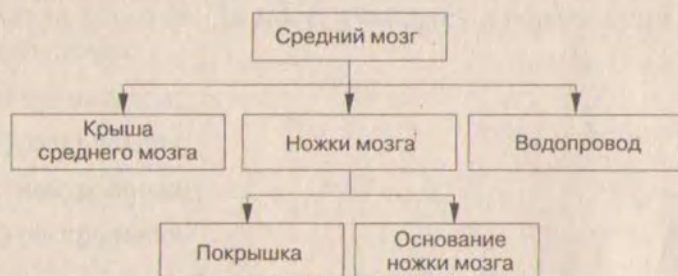 Средний мозг
Крыша
среднего мозга
Ножки мозга
Водопровод
Покрышка
Основание
ножки мозга